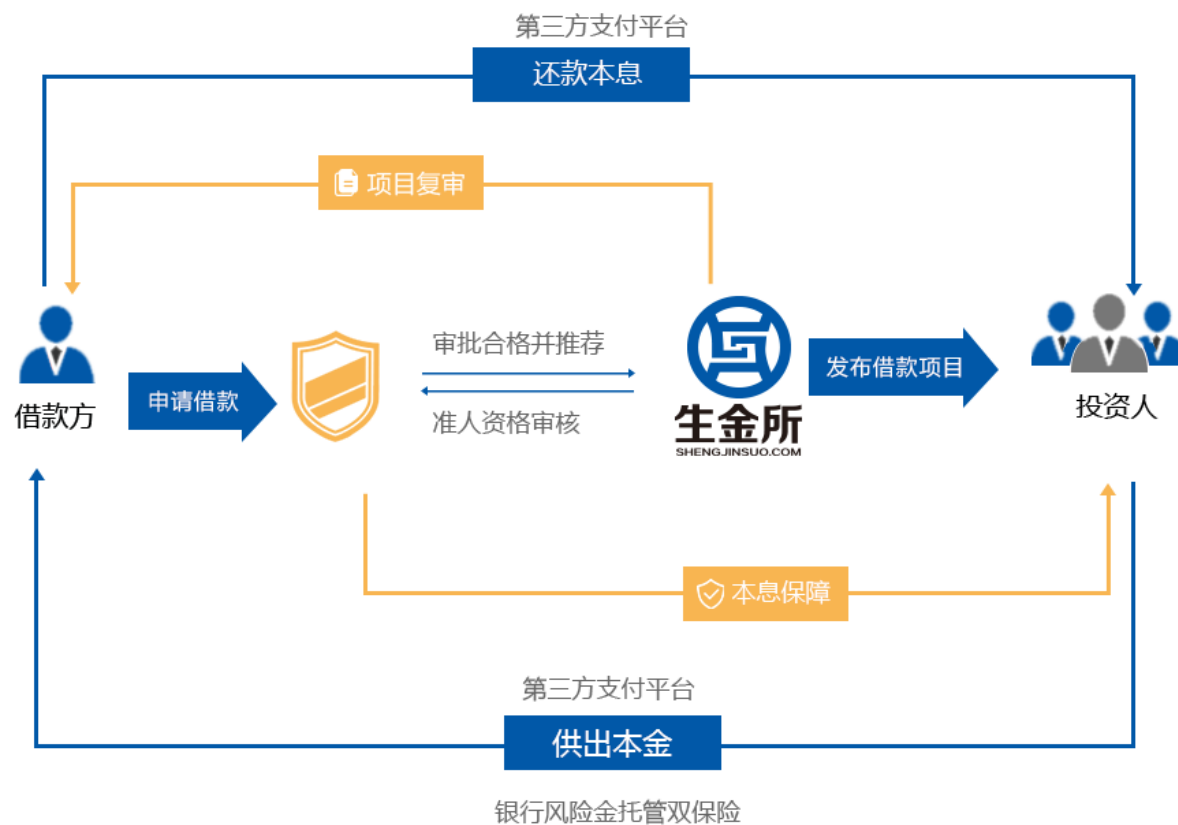 第三方支付平台
还款本息
项目复审
审批合格并推荐
准人资格审核
申请借款
借款方
生金所
SHENGJINSUO.COM
发布借款项目
投资人
本息保障
第三方支付平台
供出本金
银行风险金托管双保险